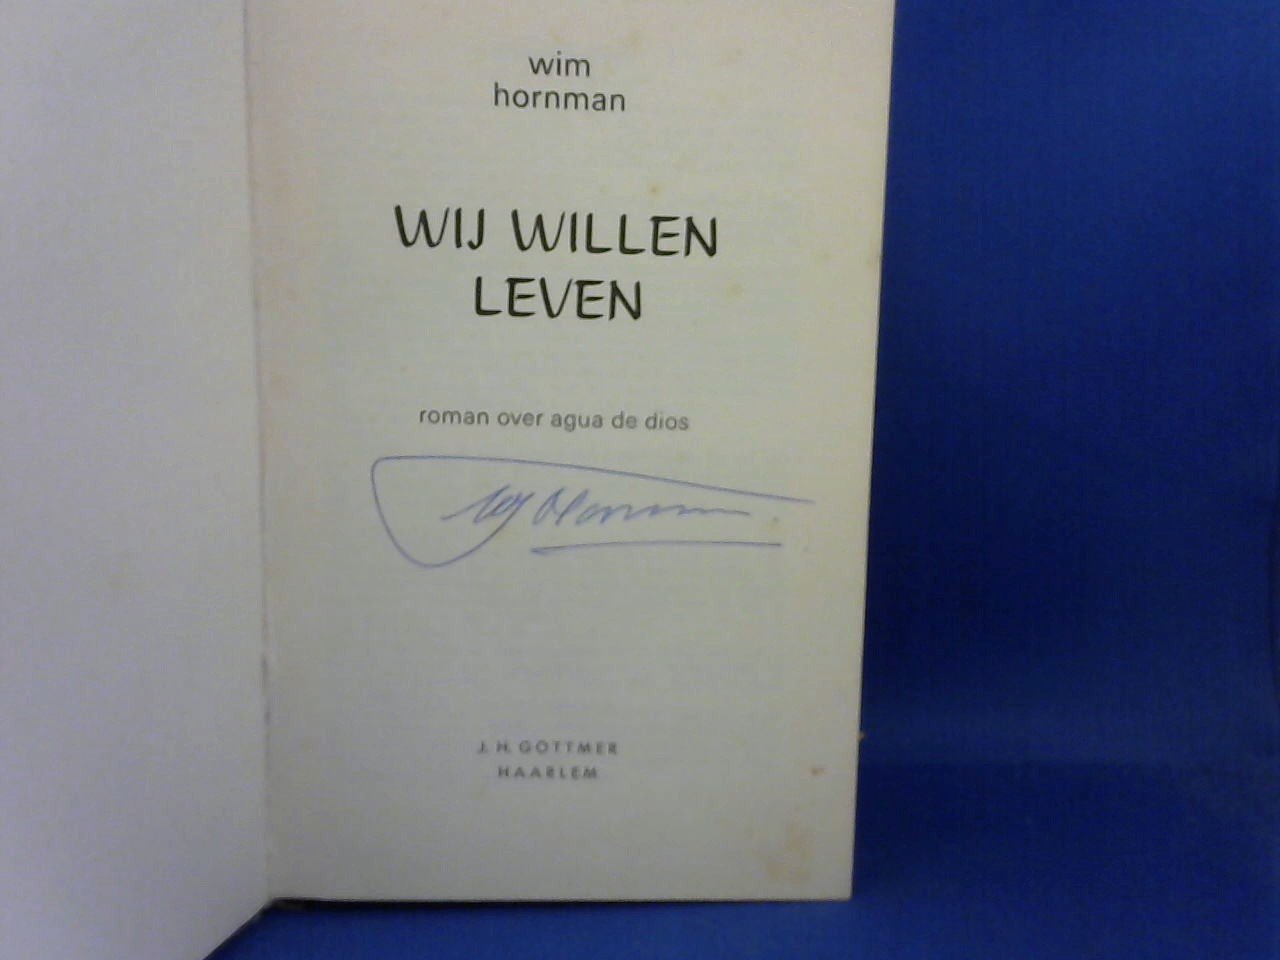 wim
hornman
WIJ WILLEN
LEVEN
roman over agua de dios
J. H. GOTTMER
HAARLEM